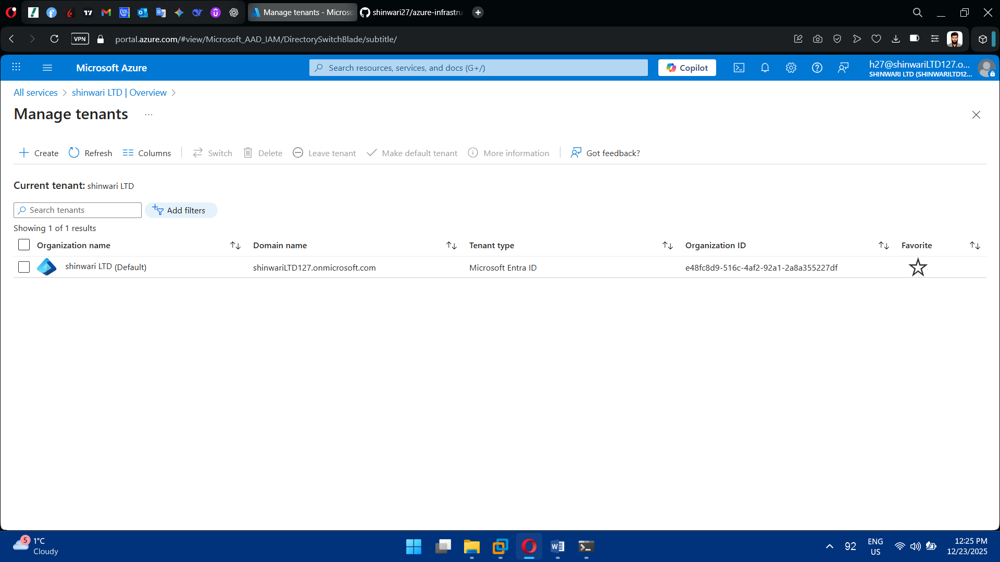 Manage tenants - Microso
shinwari27/azure-infrastru
VPN
portal.azure.com/#view/Microsoft_AAD_IAM/DirectorySwitchBlade/subtitle/
Microsoft Azure
Search resources, services, and docs (G+/)
Copilot
h27@shinwariLTD127.o...
SHINWARI LTD (SHINWARILTD12...
All services > shinwari LTD | Overview >
Manage tenants ...
Create Refresh Columns Switch Delete Leave tenant Make default tenant More information Got feedback?
Current tenant: shinwari LTD
Search tenants
Add filters
Showing 1 of 1 results
Organization name Domain name Tenant type Organization ID Favorite
shinwari LTD (Default) shinwariLTD127.onmicrosoft.com Microsoft Entra ID e48fc8d9-516c-4af2-92a1-2a8a355227df
5
1°C
Cloudy
92
ENG
US
12:25 PM
12/23/2025